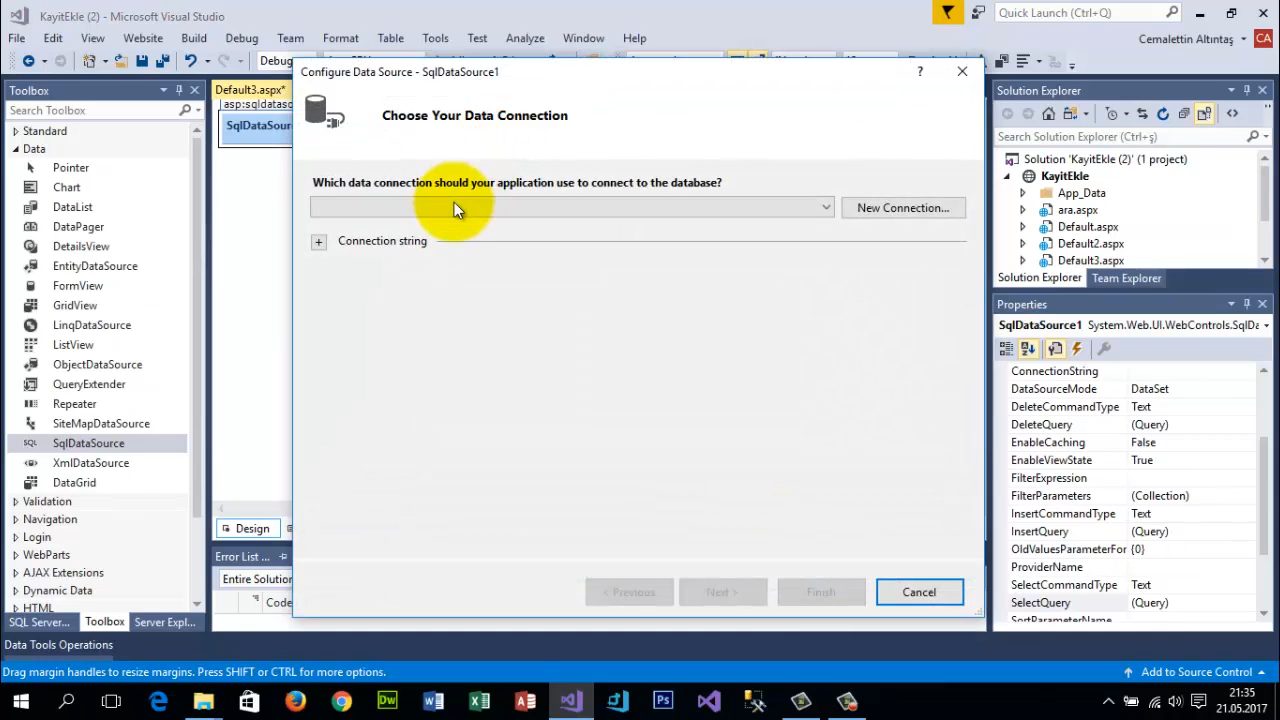 KayitEkle (2) - Microsoft Visual Studio
Quick Launch (Ctrl+Q)
File Edit View Website Build Debug Team Format Table Tools Test Analyze Window Help
Cemalettin Altıntaş
CA
Debug
Configure Data Source - SqlDataSource1
Choose Your Data Connection
Which data connection should your application use to connect to the database?
New Connection...
Connection string
< Previous
Next >
Finish
Cancel
Toolbox
Search Toolbox
Standard
Data
Pointer
Chart
DataList
DataPager
DetailsView
EntityDataSource
FormView
GridView
LinqDataSource
ListView
ObjectDataSource
QueryExtender
Repeater
SiteMapDataSource
SQL SqlDataSource
XmlDataSource
DataGrid
Validation
Navigation
Login
WebParts
AJAX Extensions
Dynamic Data
HTML
SQL Server... Toolbox Server Expl...
Data Tools Operations
Default3.aspx*
asp:sqldataso
SqlDataSour
Design
Error List ...
Entire Solution
Code
Solution Explorer
Search Solution Explorer (Ctrl+ş)
Solution 'KayitEkle (2)' (1 project)
KayitEkle
App_Data
ara.aspx
Default.aspx
Default2.aspx
Default3.aspx
Solution Explorer Team Explorer
Properties
SqlDataSource1 System.Web.UI.WebControls.SqlDa
ConnectionString
DataSourceMode DataSet
DeleteCommandType Text
DeleteQuery (Query)
EnableCaching False
EnableViewState True
FilterExpression
FilterParameters (Collection)
InsertCommandType Text
InsertQuery (Query)
OldValuesParameterFor {0}
ProviderName
SelectCommandType Text
SelectQuery (Query)
SortParameterName
Drag margin handles to resize margins. Press SHIFT or CTRL for more options.
Add to Source Control
Dw
Ps
21:35
21.05.2017